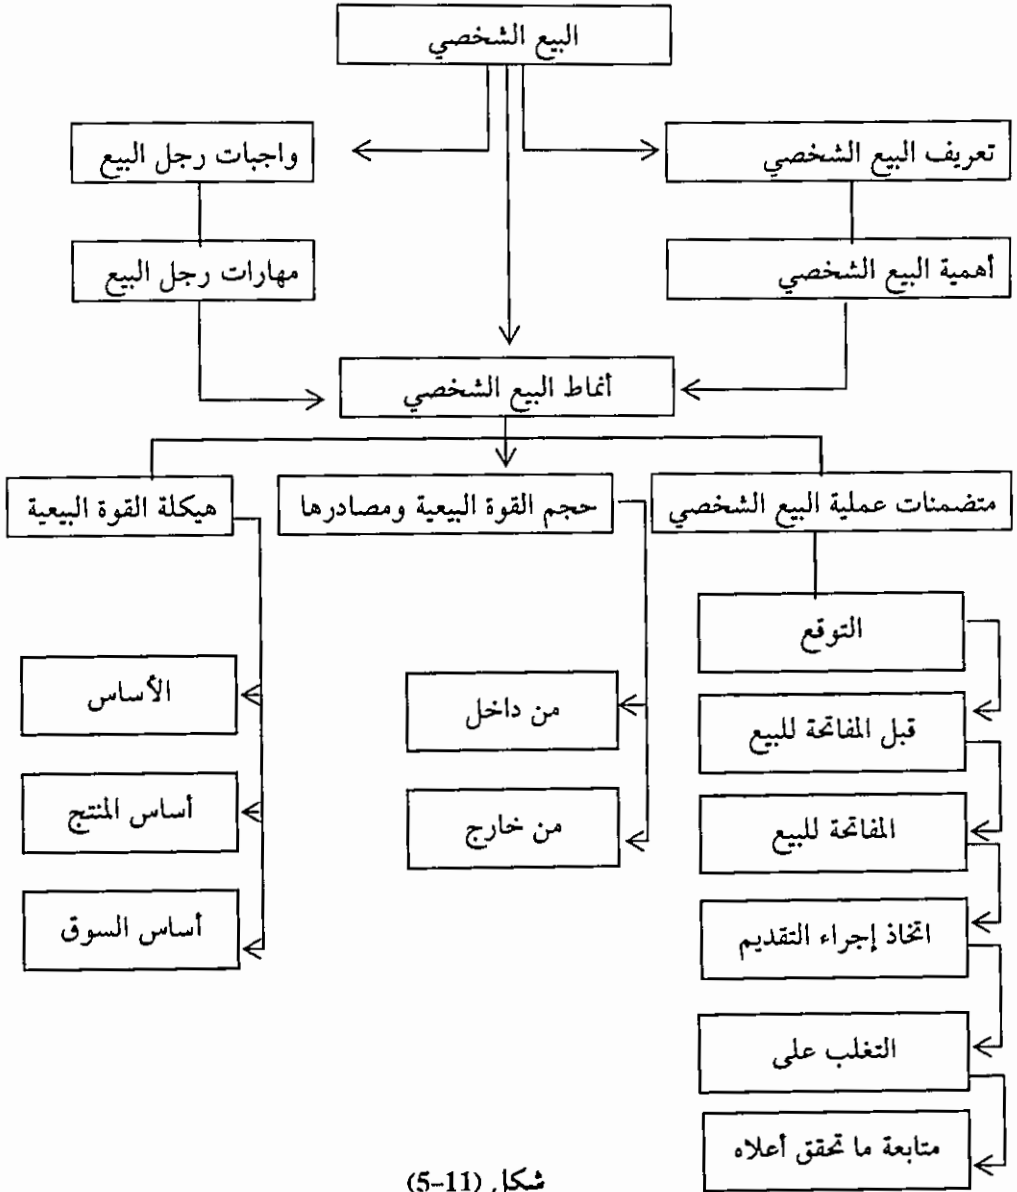 البيع الشخصي
تعريف البيع الشخصي
واجبات رجل البيع
أهمية البيع الشخصي
مهارات رجل البيع
أنماط البيع الشخصي
متضمنات عملية البيع الشخصي
حجم القوة البيعية ومصادرها
هيكلة القوة البيعية
التوقع
قبل المفاتحة للبيع
المفاتحة للبيع
اتخاذ إجراء التقديم
التغلب على
متابعة ما تحقق أعلاه
من داخل
من خارج
الأساس
أساس المنتج
أساس السوق
شكل (11-5)